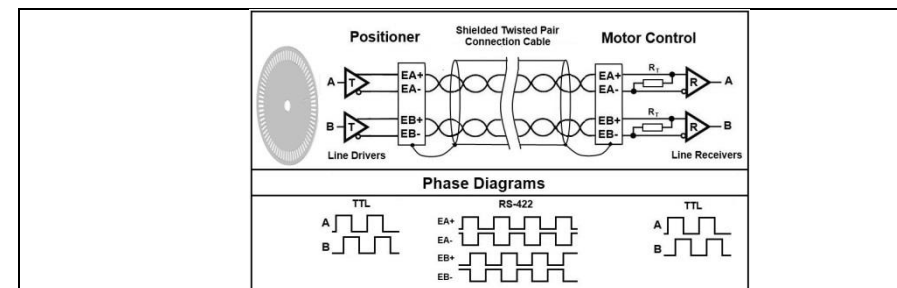 Positioner
Shielded Twisted Pair
Connection Cable
Motor Control
A
T
EA+
EA-
EA+
EA-
RT
R
A
B
T
EB+
EB-
EB+
EB-
RT
R
B
Line Drivers
Line Receivers
Phase Diagrams
TTL
RS-422
TTL
A
B
EA+
EA-
EB+
EB-
A
B